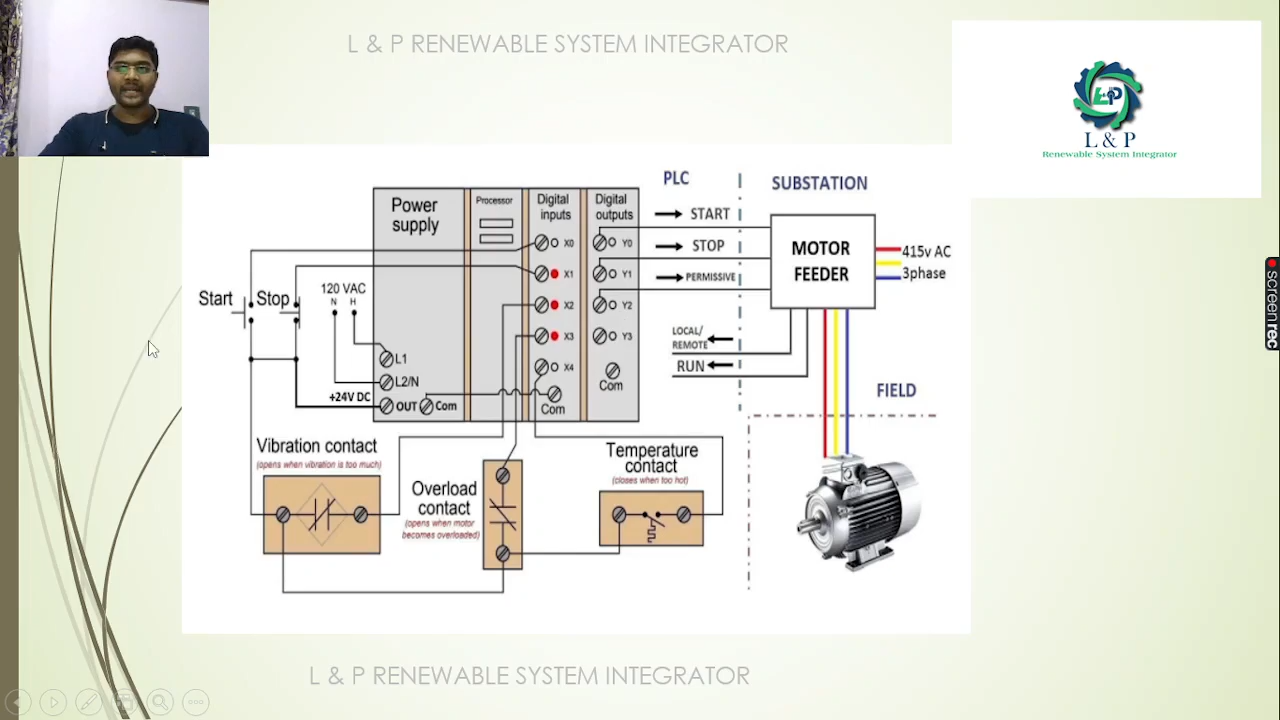 L & P RENEWABLE SYSTEM INTEGRATOR
L&P
L & P
Renewable System Integrator
PLC
SUBSTATION
Power
supply
Processor
Digital
inputs
Digital
outputs
START
STOP
PERMISSIVE
MOTOR
FEEDER
415v AC
3phase
X0
X1
X2
X3
X4
Y0
Y1
Y2
Y3
Com
Com
Start
Stop
120 VAC
N H
L1
L2/N
+24V DC
OUT
Com
LOCAL/
REMOTE
RUN
FIELD
Vibration contact
(opens when vibration is too much)
Overload
contact
(opens when motor
becomes overloaded)
Temperature
contact
(closes when too hot)
L & P RENEWABLE SYSTEM INTEGRATOR
screenrec